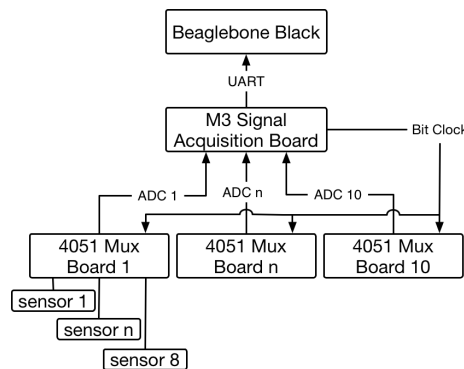 Beaglebone Black
UART
M3 Signal
Acquisition Board
Bit Clock
ADC 1
ADC n
ADC 10
4051 Mux
Board 1
4051 Mux
Board n
4051 Mux
Board 10
sensor 1
sensor n
sensor 8